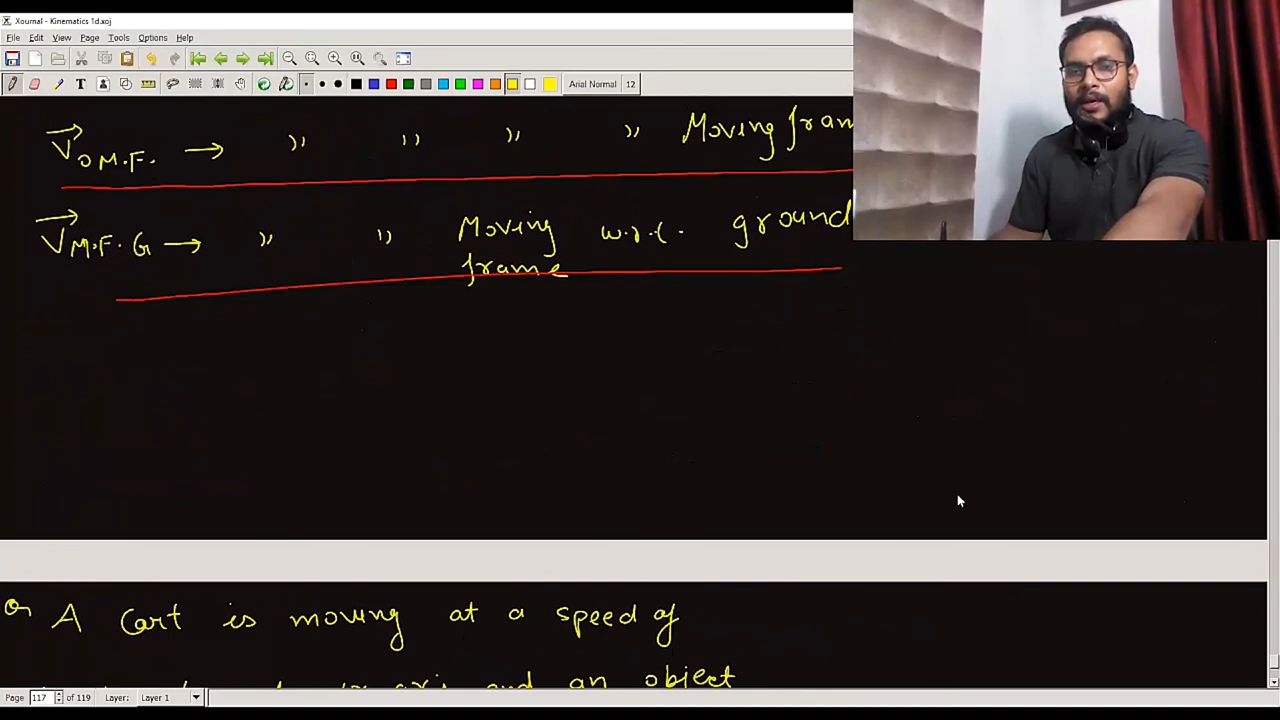 Xournal - Kinematics 1d.xoj
File Edit View Page Tools Options Help
Arial Normal 12
V O M.F. → " " " " Moving fram
V M.F. G → " " Moving w.r.t. ground
frame
Q A Cart is moving at a speed of
and an object
Page 117 of 119 Layer: Layer 1